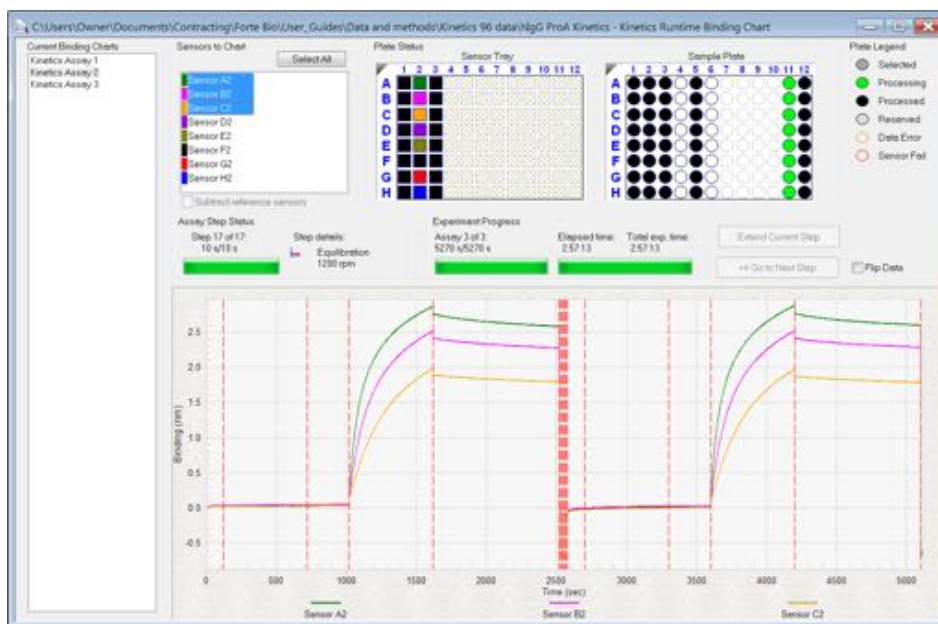 C:\Users\Owner\Documents\Contracting\Forte Bio\User_Guides\Data and methods\Kinetics 96 data\hIgG ProA Kinetics - Kinetics Runtime Binding Chart
Current Binding Charts
Kinetics Assay 1
Kinetics Assay 2
Kinetics Assay 3
Sensors to Chart
Select All
Sensor A2
Sensor B2
Sensor C2
Sensor D2
Sensor E2
Sensor F2
Sensor G2
Sensor H2
Subtract reference sensors
Plate Status
Sensor Tray
1 2 3 4 5 6 7 8 9 10 11 12
A
B
C
D
E
F
G
H
Sample Plate
1 2 3 4 5 6 7 8 9 10 11 12
A
B
C
D
E
F
G
H
Plate Legend
Selected
Processing
Processed
Reserved
Data Error
Sensor Fail
Assay Step Status
Step 17 of 17:
10 s/10 s
Step details:
Equilibration
1200 rpm
Experiment Progress
Assay 3 of 3:
5270 s/5270 s
Elapsed time:
2:57:13
Total exp. time:
2:57:13
Extend Current Step
=> Go to Next Step
Flip Data
Binding (nm)
2.5
2.0
1.5
1.0
0.5
0.0
-0.5
0 500 1000 1500 2000 2500 3000 3500 4000 4500 5000
Time (sec)
Sensor A2 Sensor B2 Sensor C2